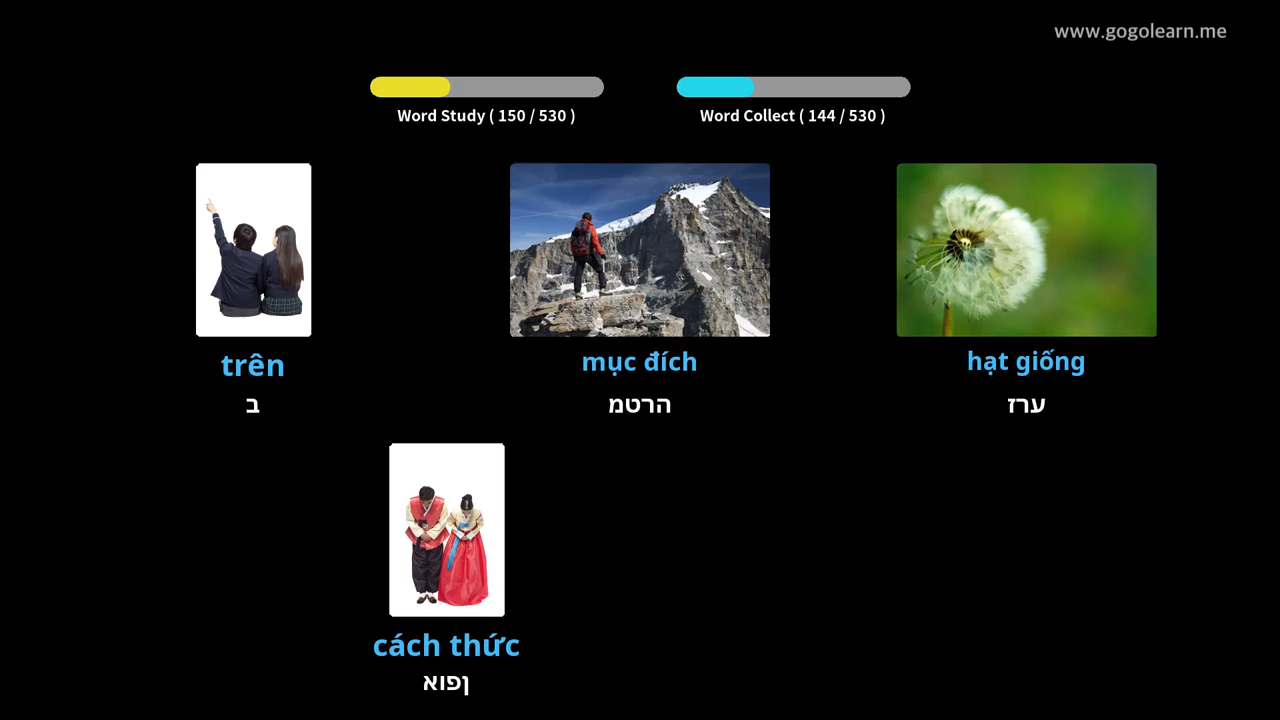 www.gogolearn.me
Word Study ( 150 / 530 )
Word Collect ( 144 / 530 )
trên
ב
mục đích
הרטמ
hạt giống
ערז
cách thức
ןפוא